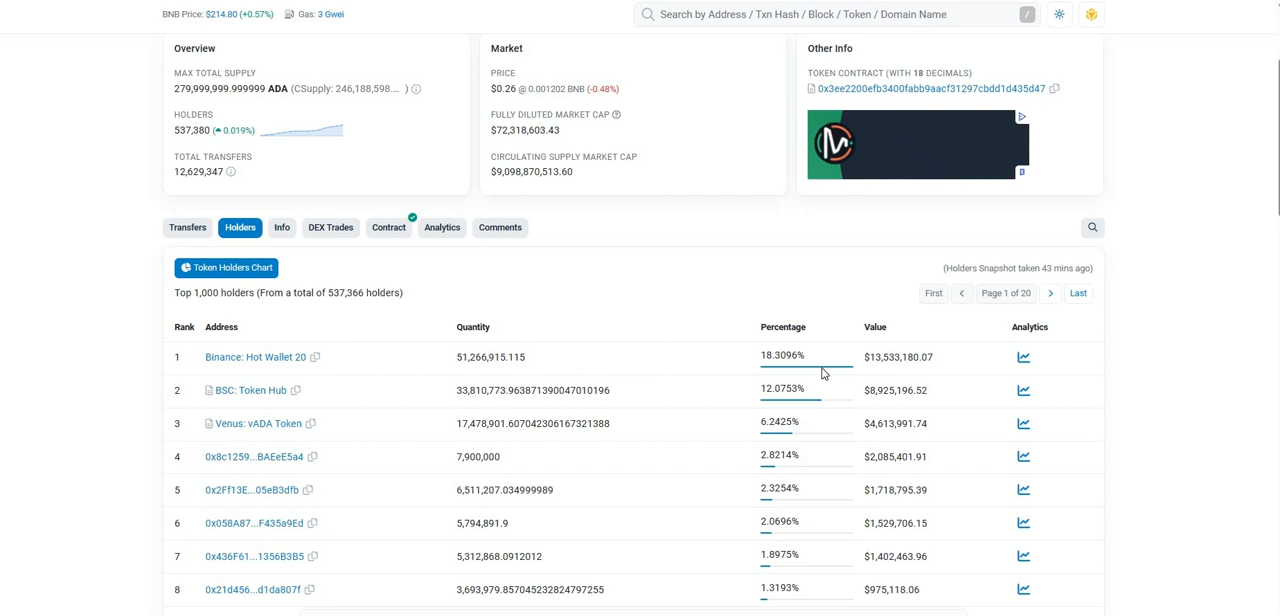 BNB Price: $214.80 (+0.57%) Gas: 3 Gwei
Search by Address / Txn Hash / Block / Token / Domain Name /
Overview
MAX TOTAL SUPPLY
279,999,999.999999 ADA (CSupply: 246,188,598.... )
HOLDERS
537,380 (0.019%)
TOTAL TRANSFERS
12,629,347
Market
PRICE
$0.26 @ 0.001202 BNB (-0.48%)
FULLY DILUTED MARKET CAP
$72,318,603.43
CIRCULATING SUPPLY MARKET CAP
$9,098,870,513.60
Other Info
TOKEN CONTRACT (WITH 18 DECIMALS)
0x3ee2200efb3400fabb9aacf31297cbdd1d435d47
Transfers Holders Info DEX Trades Contract Analytics Comments
Token Holders Chart
(Holders Snapshot taken 43 mins ago)
Top 1,000 holders (From a total of 537,366 holders)
First Page 1 of 20 Last
Rank Address Quantity Percentage Value Analytics
1 Binance: Hot Wallet 20 51,266,915.115 18.3096% $13,533,180.07
2 BSC: Token Hub 33,810,773.963871390047010196 12.0753% $8,925,196.52
3 Venus: vADA Token 17,478,901.607042306167321388 6.2425% $4,613,991.74
4 0x8c1259...BAEeE5a4 7,900,000 2.8214% $2,085,401.91
5 0x2Ff13E...05eB3dfb 6,511,207.034999989 2.3254% $1,718,795.39
6 0x058A87...F435a9Ed 5,794,891.9 2.0696% $1,529,706.15
7 0x436F61...1356B3B5 5,312,868.0912012 1.8975% $1,402,463.96
8 0x21d456...d1da807f 3,693,979.857045232824797255 1.3193% $975,118.06